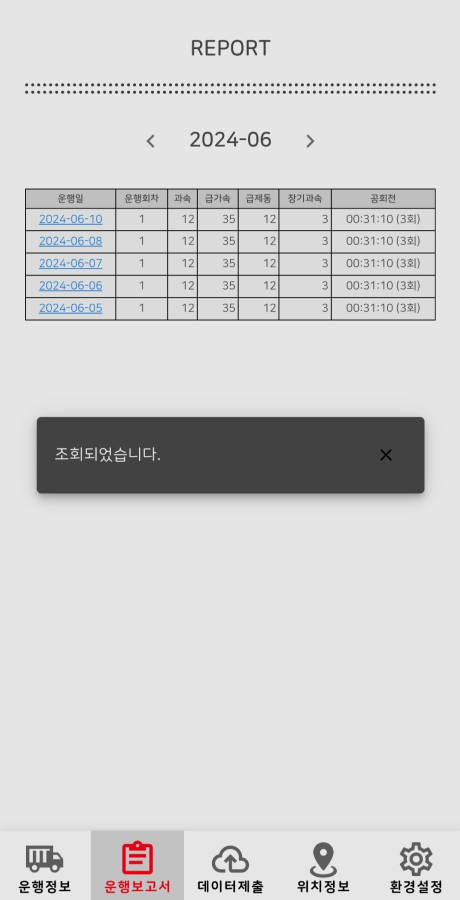 REPORT
2024-06
운행일 운행회차 과속 급가속 급제동 장기과속 공회전
2024-06-10 1 12 35 12 3 00:31:10 (3회)
2024-06-08 1 12 35 12 3 00:31:10 (3회)
2024-06-07 1 12 35 12 3 00:31:10 (3회)
2024-06-06 1 12 35 12 3 00:31:10 (3회)
2024-06-05 1 12 35 12 3 00:31:10 (3회)
조회되었습니다.
운행정보 운행보고서 데이터제출 위치정보 환경설정